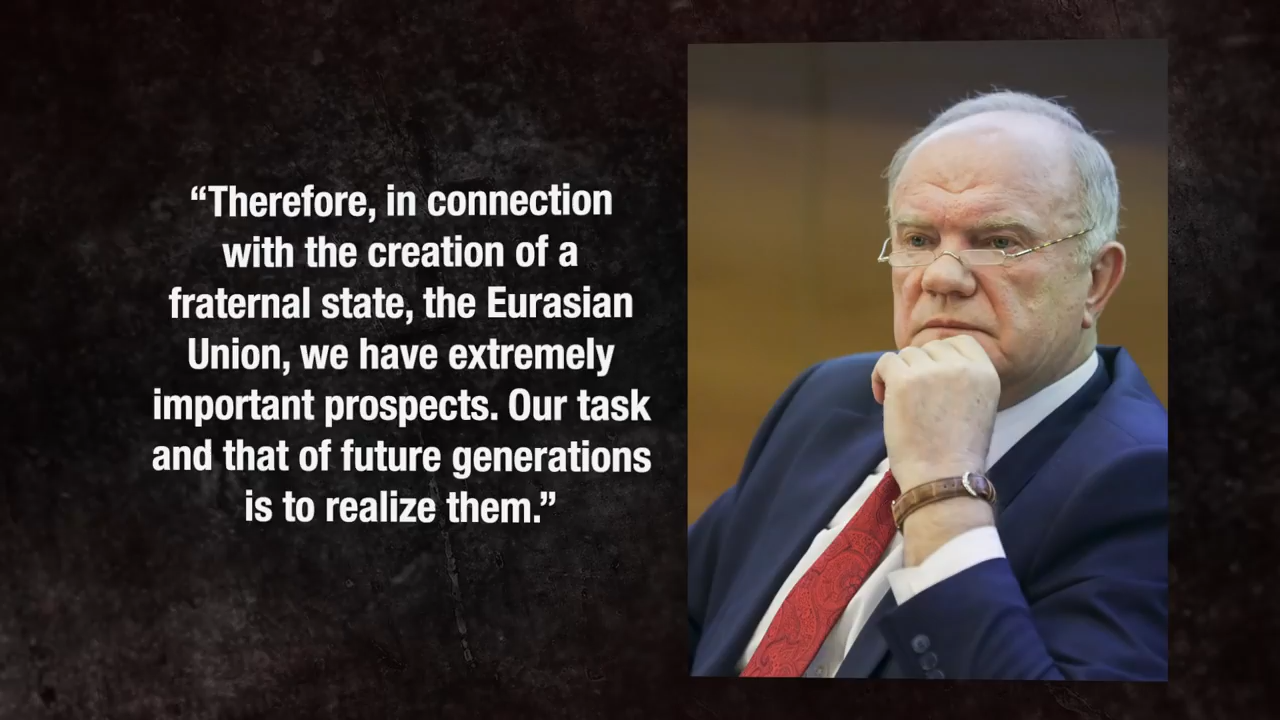 “Therefore, in connection
with the creation of a
fraternal state, the Eurasian
Union, we have extremely
important prospects. Our task
and that of future generations
is to realize them.”